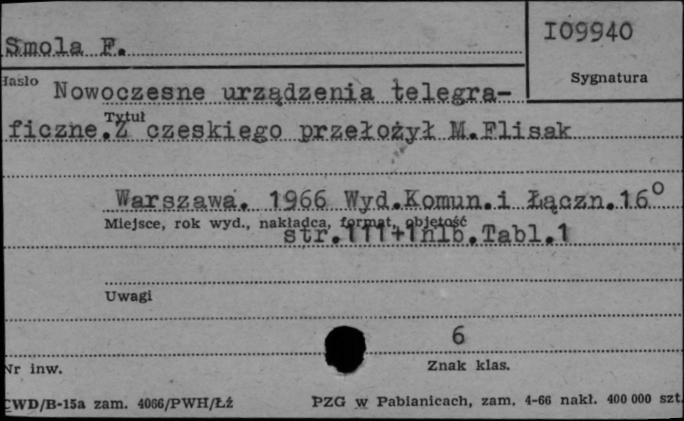 I09940
Smola F.
Sygnatura
Hasło
Nowoczesne urządzenia telegra-
Tytuł
ficzne.Z czeskiego przełożył M.Flisak
Warszawa. 1966 Wyd.Komun.i Łączn.16°
Miejsce, rok wyd., nakładca, format, objętość
str.111+1nlb.Tabl.1
Uwagi
6
Nr inw.
Znak klas.
CWD/B-15a zam. 4066/PWH/Łź
PZG w Pabianicach, zam. 4-66 nakł. 400 000 szt.